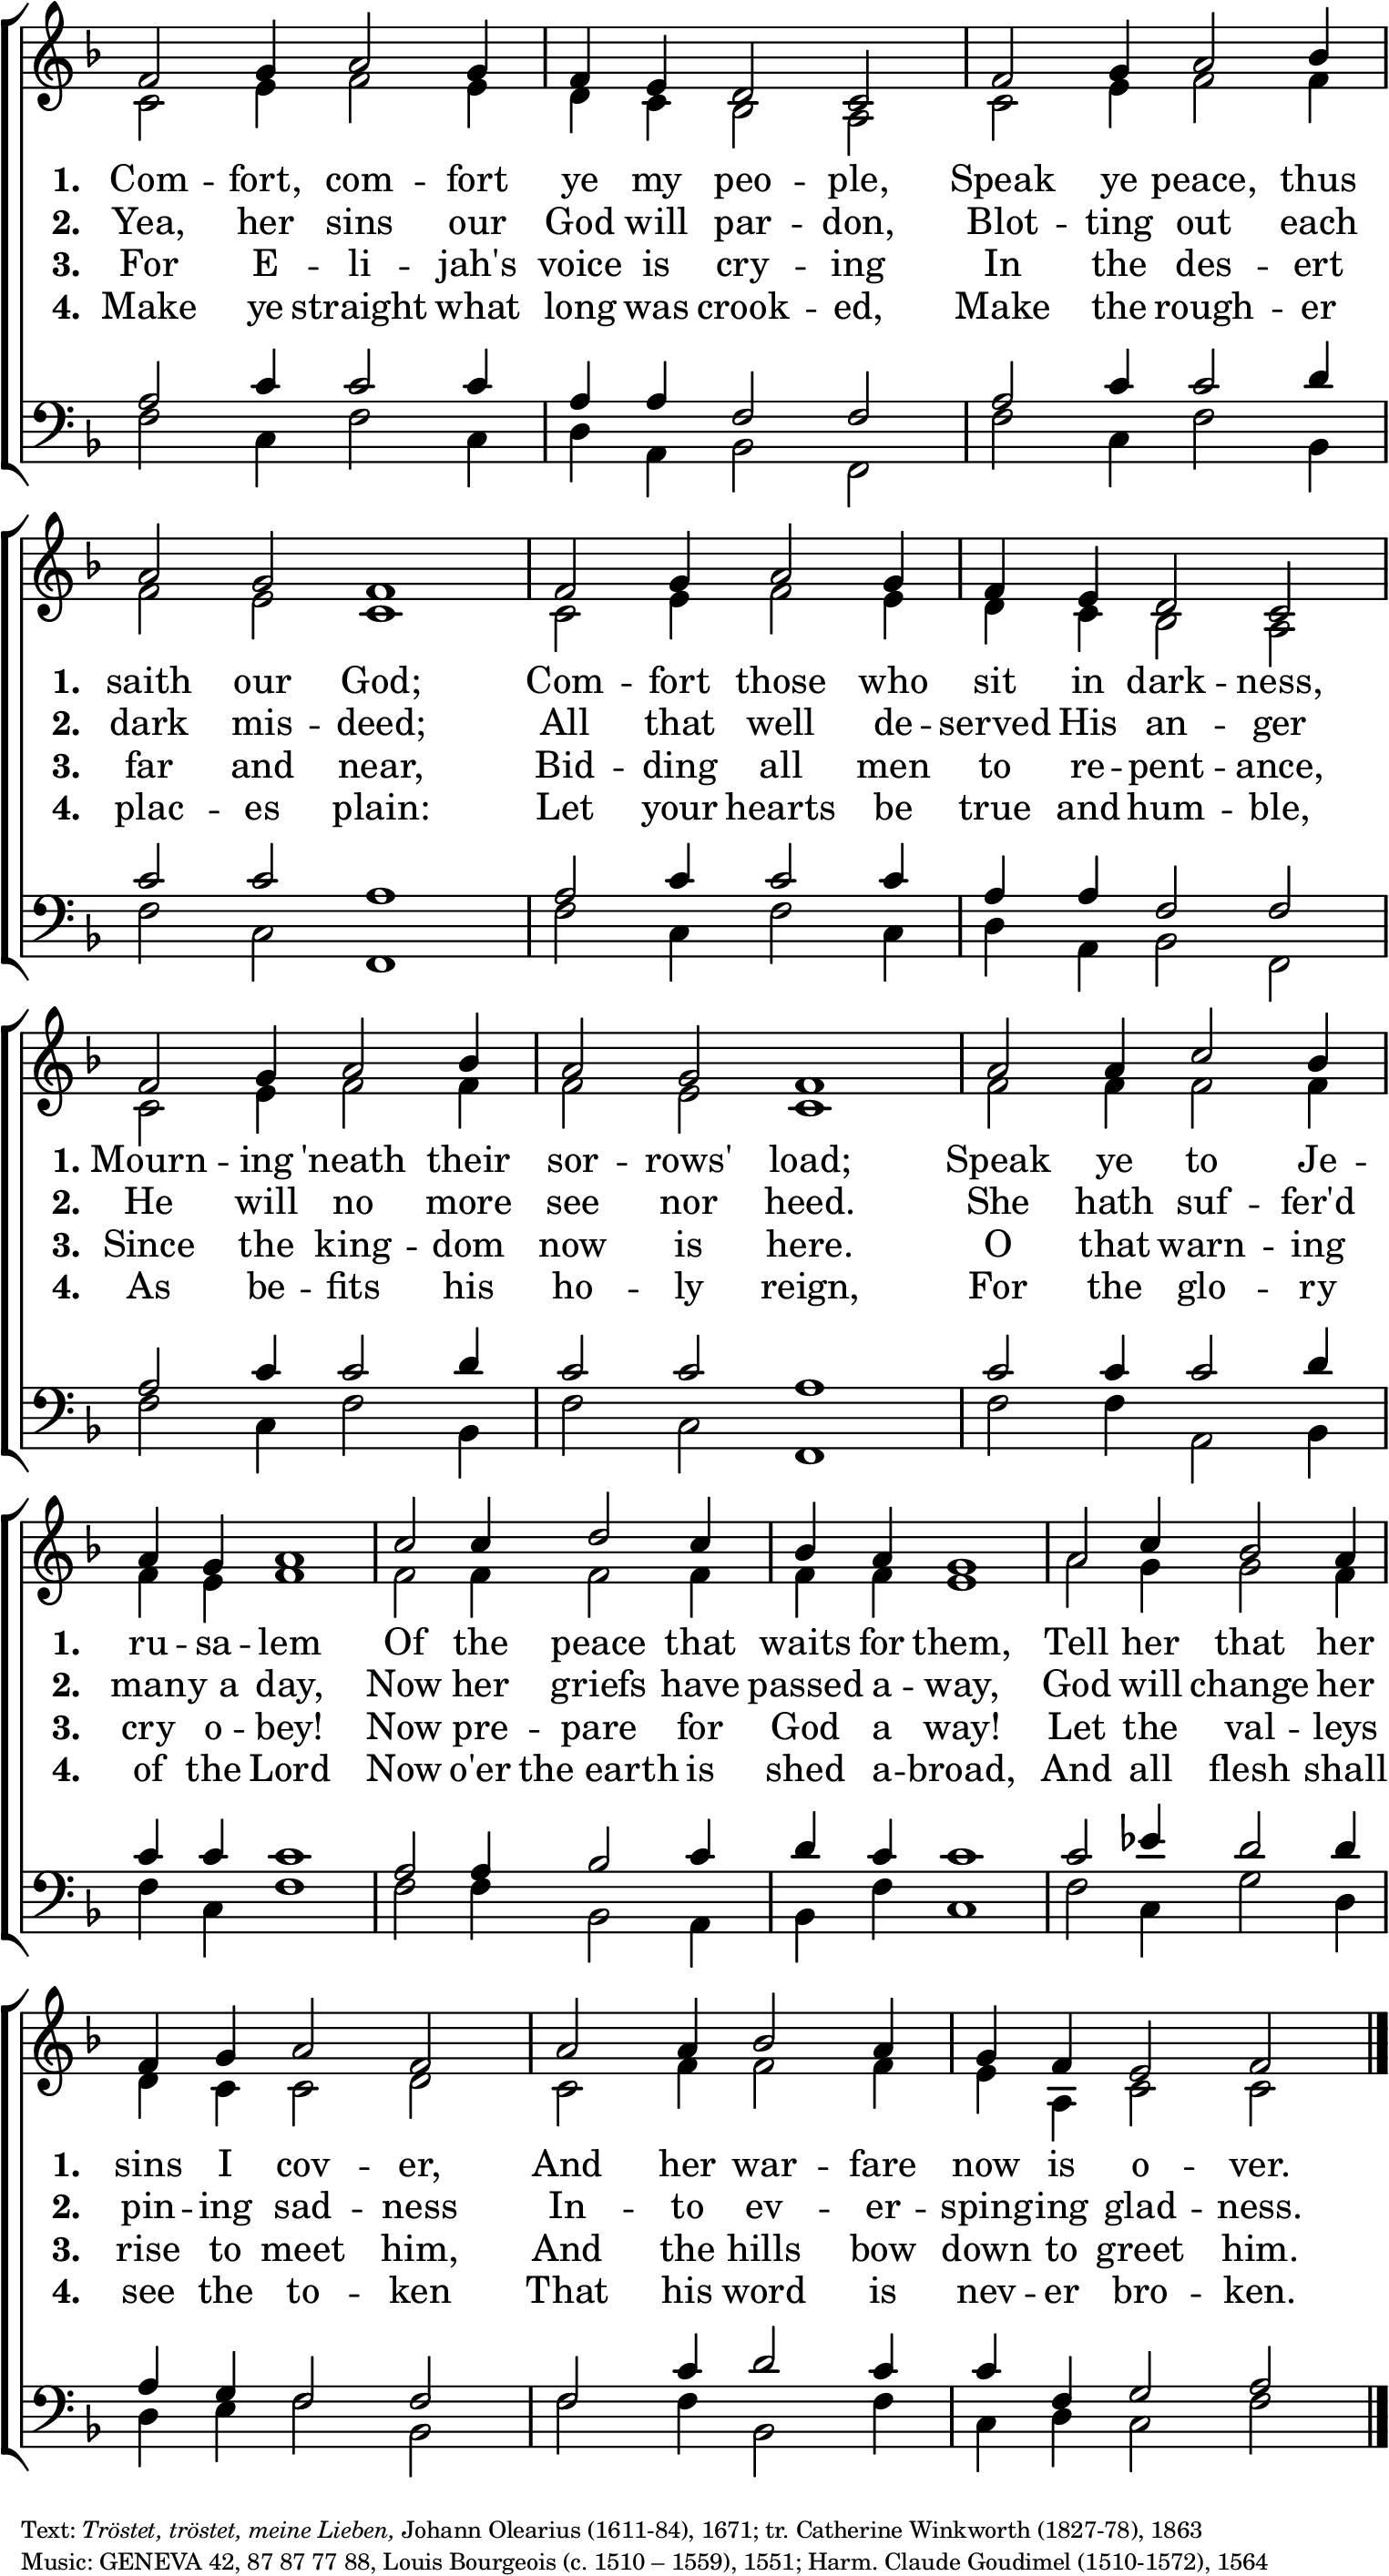 1. Com -- fort, com -- fort ye my peo -- ple, Speak ye peace, thus
2. Yea, her sins our God will par -- don, Blot -- ting out each
3. For E -- li -- jah's voice is cry -- ing In the des -- ert
4. Make ye straight what long was crook -- ed, Make the rough -- er
1. saith our God; Com -- fort those who sit in dark -- ness,
2. dark mis -- deed; All that well de -- served His an -- ger
3. far and near, Bid -- ding all men to re -- pent -- ance,
4. plac -- es plain: Let your hearts be true and hum -- ble,
1. Mourn -- ing 'neath their sor -- rows' load; Speak ye to Je --
2. He will no more see nor heed. She hath suf -- fer'd
3. Since the king -- dom now is here. O that warn -- ing
4. As be -- fits his ho -- ly reign, For the glo -- ry
1. ru -- sa -- lem Of the peace that waits for them, Tell her that her
2. many a day, Now her griefs have passed a -- way, God will change her
3. cry o -- bey! Now pre -- pare for God a way! Let the val -- leys
4. of the Lord Now o'er the earth is shed a -- broad, And all flesh shall
1. sins I cov -- er, And her war -- fare now is o -- ver.
2. pin -- ing sad -- ness In -- to ev -- er -- sping -- ing glad -- ness.
3. rise to meet him, And the hills bow down to greet him.
4. see the to -- ken That his word is nev -- er bro -- ken.
Text: Tröstet, tröstet, meine Lieben, Johann Olearius (1611-84), 1671; tr. Catherine Winkworth (1827-78), 1863
Music: GENEVA 42, 87 87 77 88, Louis Bourgeois (c. 1510 – 1559), 1551; Harm. Claude Goudimel (1510-1572), 1564